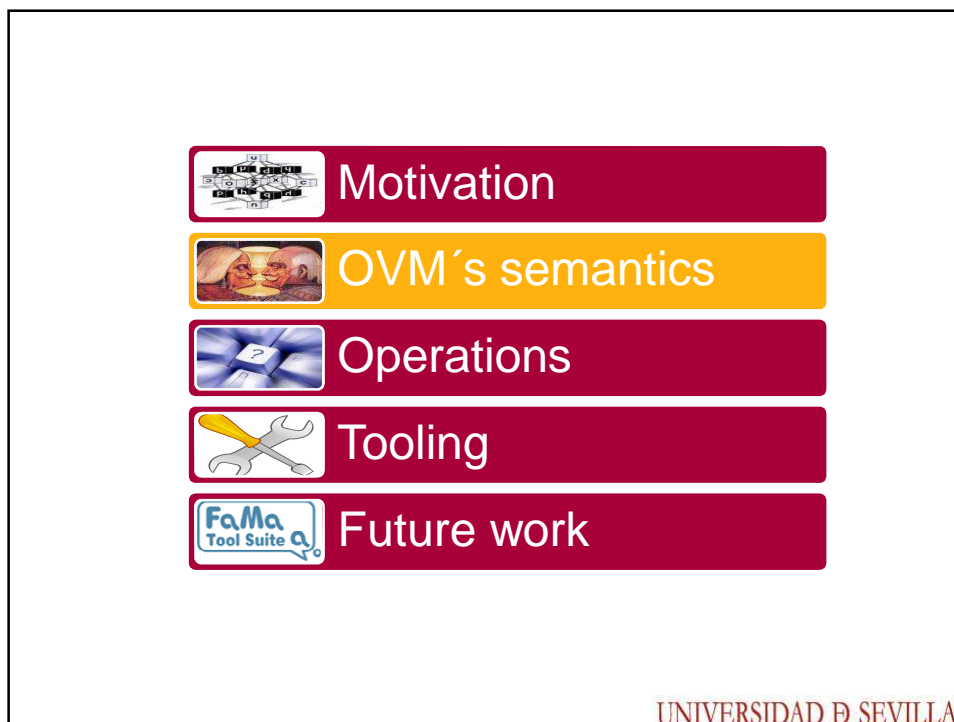 Motivation
OVM´s semantics
?
Operations
Tooling
FaMa
Tool Suite
Future work
UNIVERSIDAD Ð SEVILLA